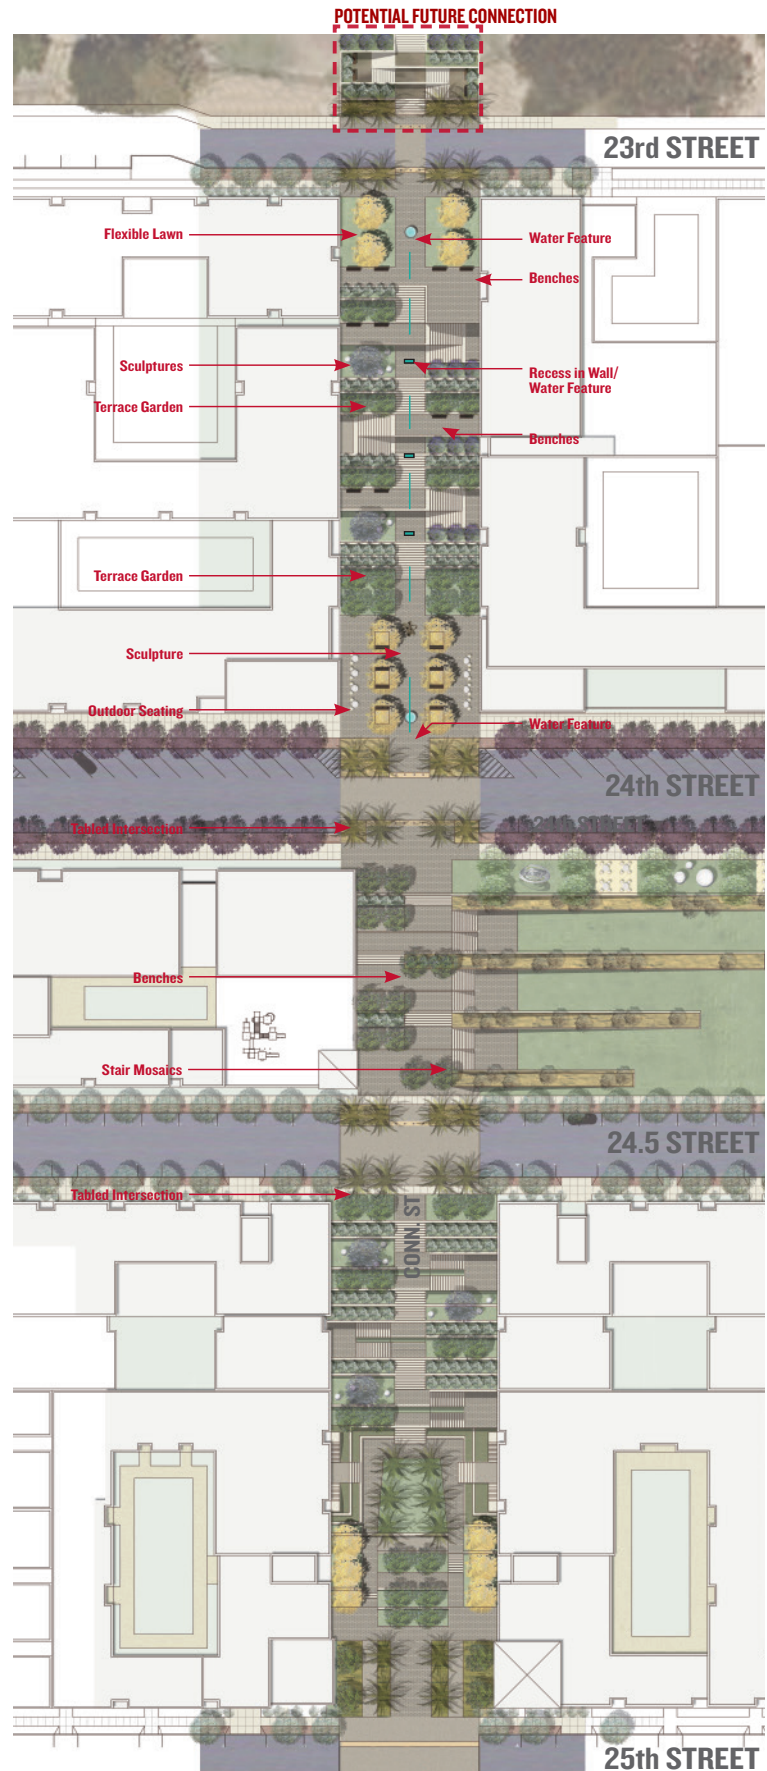 POTENTIAL FUTURE CONNECTION
23rd STREET
Flexible Lawn
Water Feature
Benches
Sculptures
Recess in Wall/
Water Feature
Terrace Garden
Benches
Terrace Garden
Sculpture
Outdoor Seating
Water Feature
24th STREET
Tabled Intersection
Benches
Stair Mosaics
24.5 STREET
Tabled Intersection
CONN. ST
25th STREET